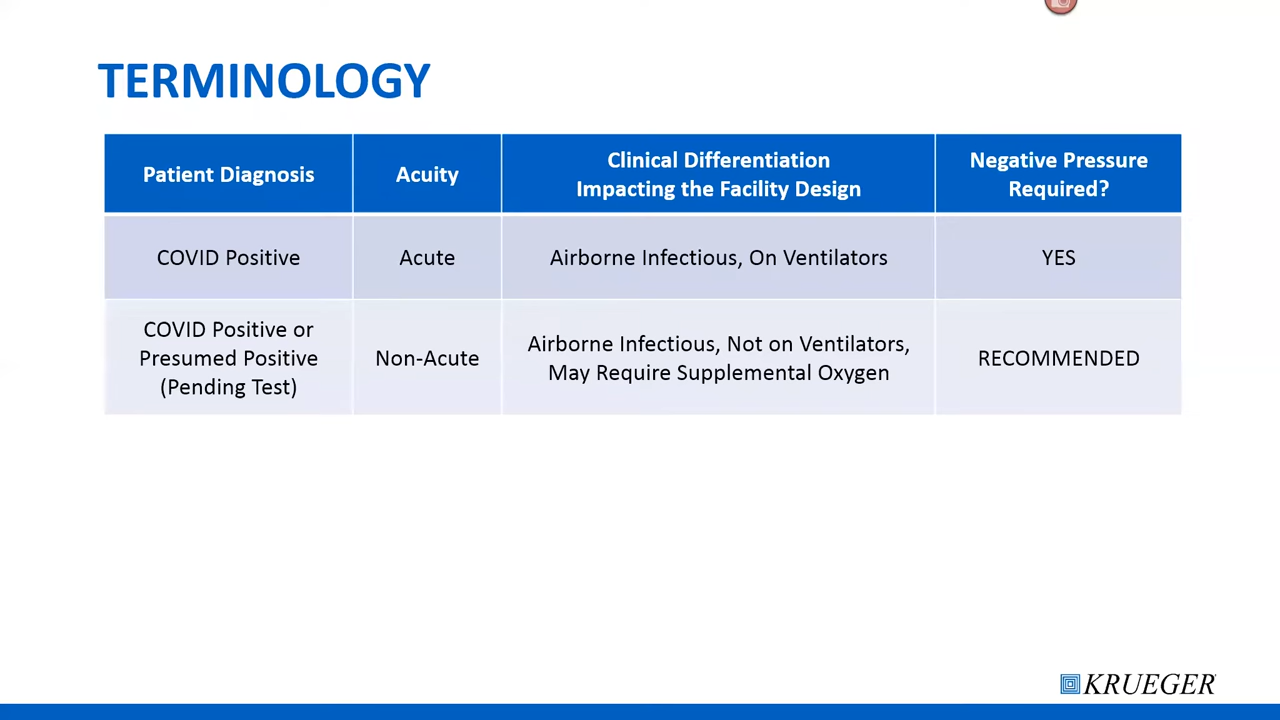 TERMINOLOGY
Patient Diagnosis
Acuity
Clinical Differentiation
Impacting the Facility Design
Negative Pressure
Required?
COVID Positive
Acute
Airborne Infectious, On Ventilators
YES
COVID Positive or
Presumed Positive
(Pending Test)
Non-Acute
Airborne Infectious, Not on Ventilators,
May Require Supplemental Oxygen
RECOMMENDED
KRUEGER